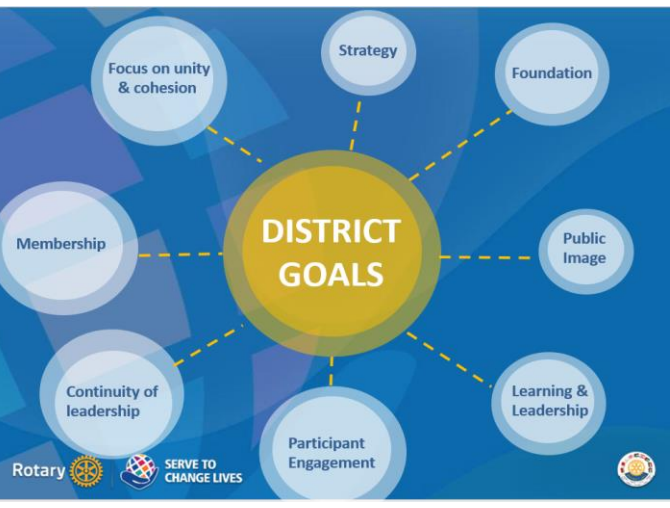 Focus on unity
& cohesion
Strategy
Foundation
DISTRICT
GOALS
Membership
Public
Image
Continuity of
leadership
Participant
Engagement
Learning &
Leadership
Rotary
SERVE TO
CHANGE LIVES